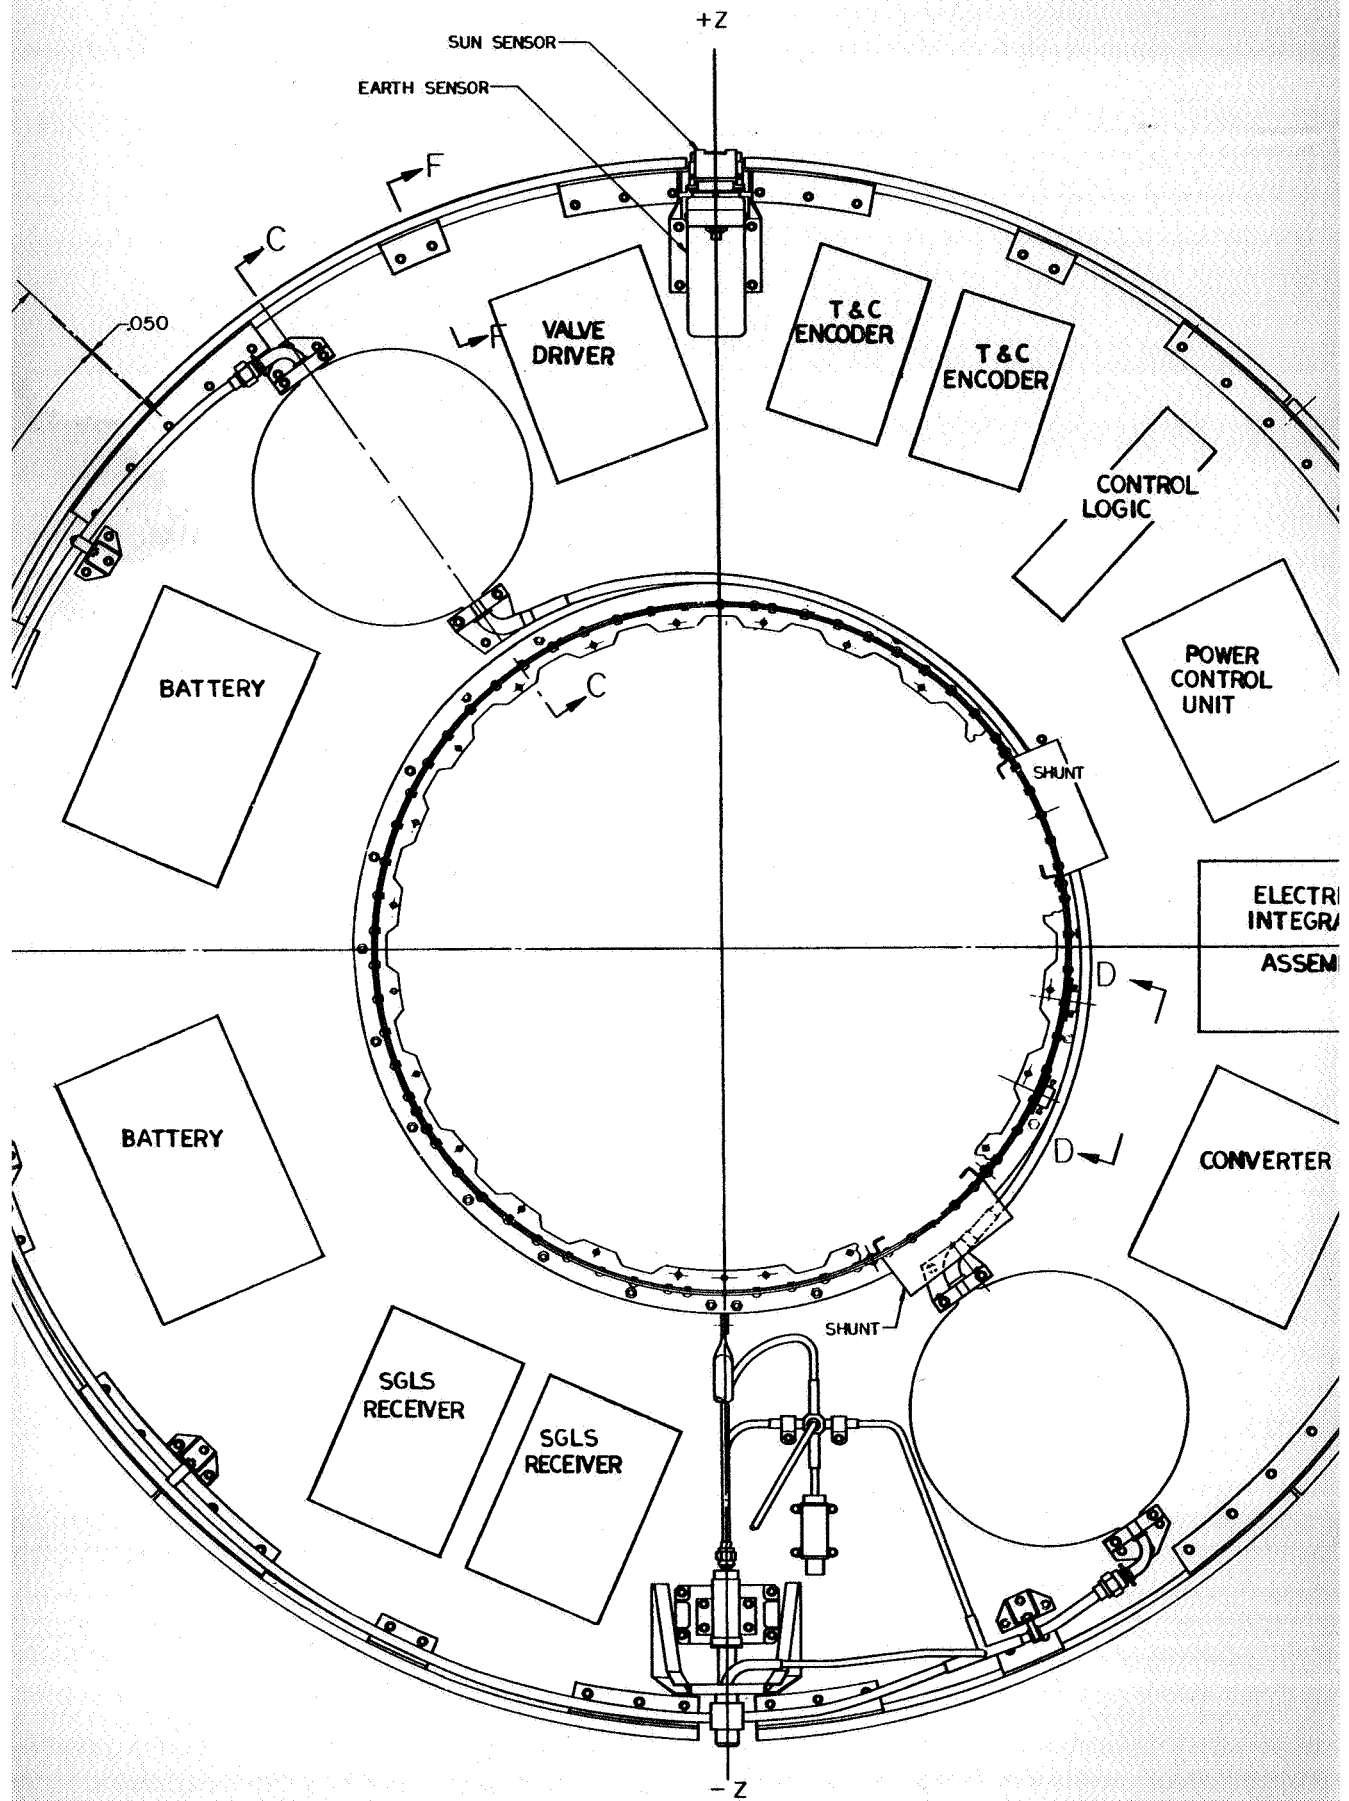 +Z
SUN SENSOR
EARTH SENSOR
F
C
.050
F
VALVE
DRIVER
T & C
ENCODER
T & C
ENCODER
CONTROL
LOGIC
BATTERY
C
POWER
CONTROL
UNIT
SHUNT
ELECTRI
INTEGRA
ASSEM
D
BATTERY
D
CONVERTER
SHUNT
SGLS
RECEIVER
SGLS
RECEIVER
- Z